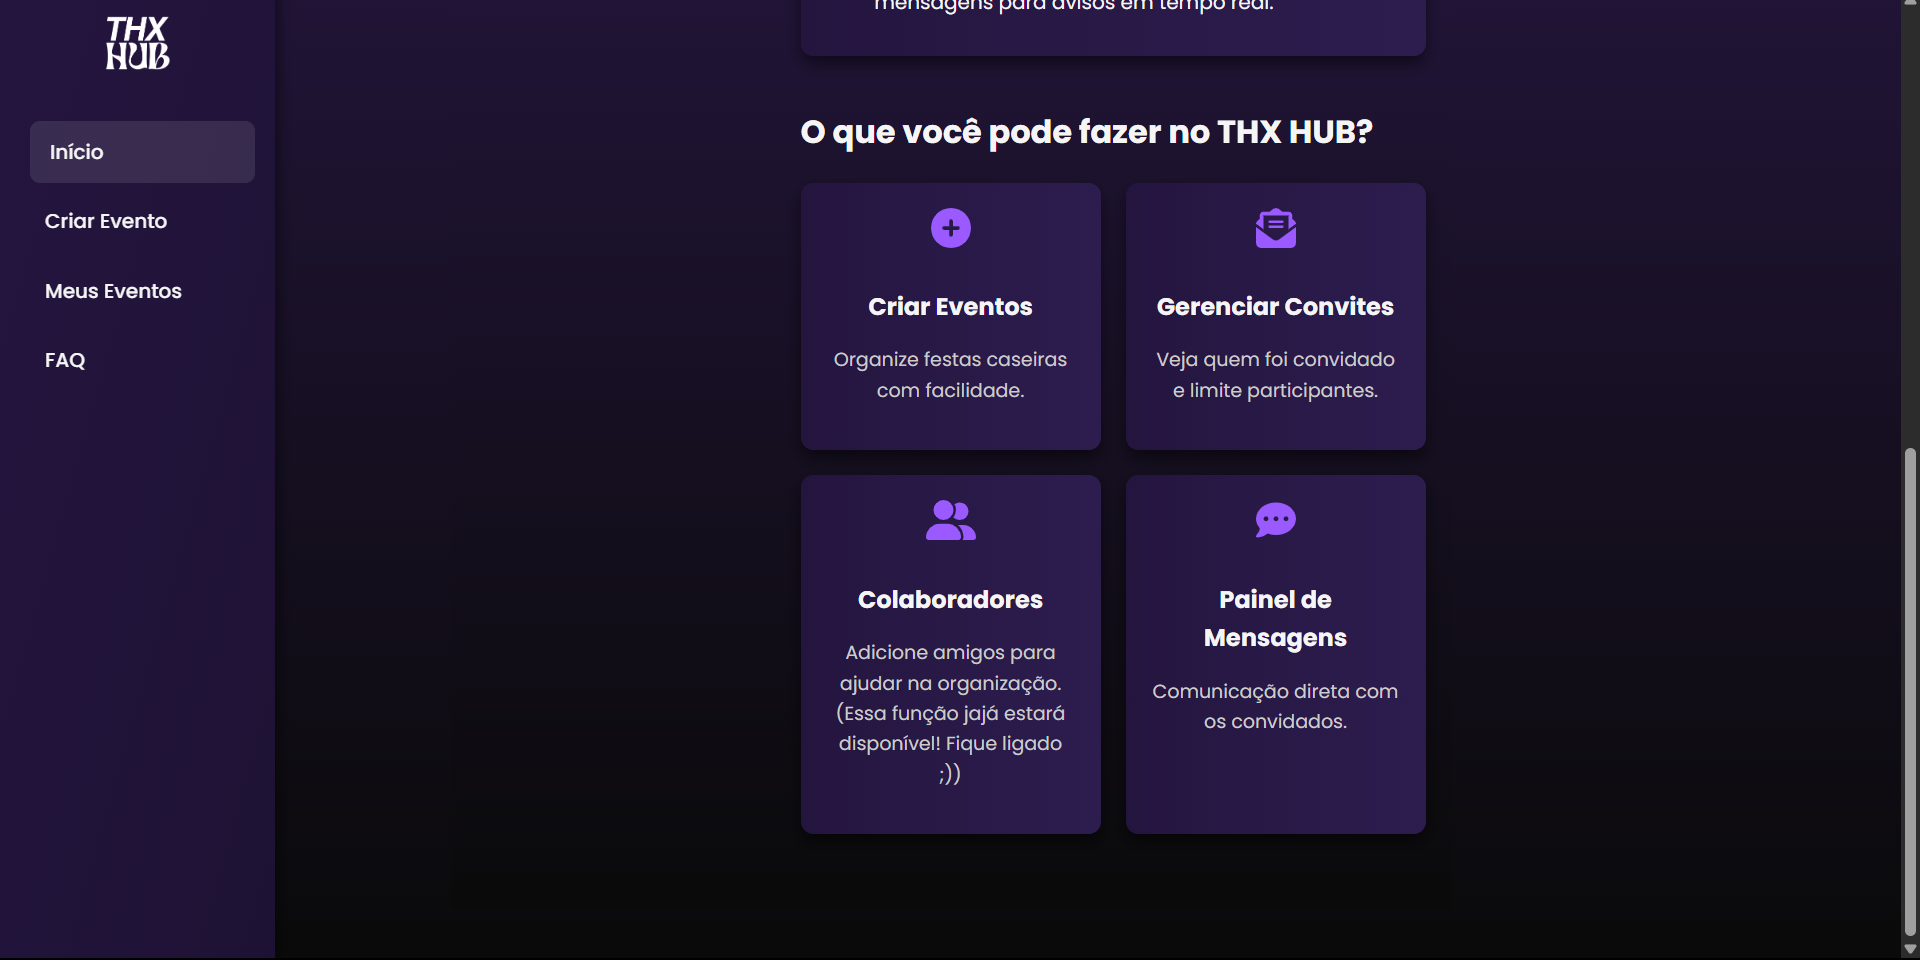 THX
HUB
Início
Criar Evento
Meus Eventos
FAQ
mensagens para avisos em tempo real.
O que você pode fazer no THX HUB?
Criar Eventos
Organize festas caseiras
com facilidade.
Gerenciar Convites
Veja quem foi convidado
e limite participantes.
Colaboradores
Adicione amigos para
ajudar na organização.
(Essa função jajá estará
disponível! Fique ligado
;))
Painel de
Mensagens
Comunicação direta com
os convidados.